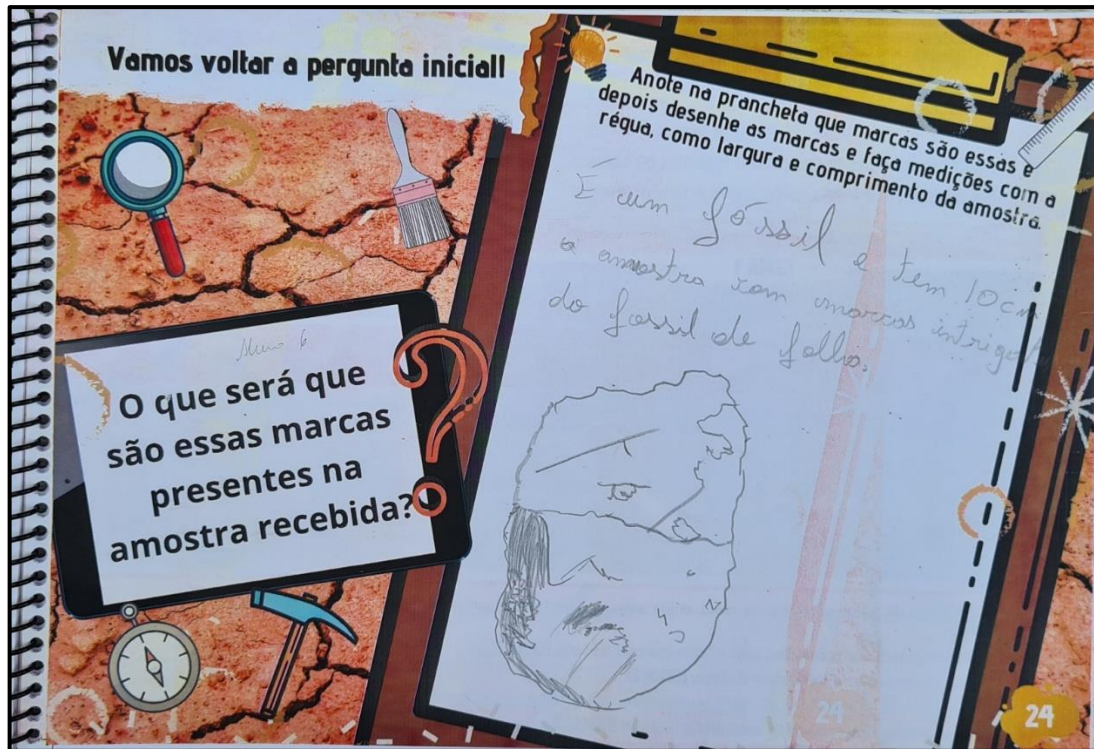 Vamos voltar a pergunta inicial!
Aluno 6
O que será que
são essas marcas
presentes na
amostra recebida?
Anote na prancheta que marcas são essas e
depois desenhe as marcas e faça medições com a
régua, como largura e comprimento da amostra.
É um fóssil e tem 10cm
a amostra com marcas
do fossil de folha.
24
24